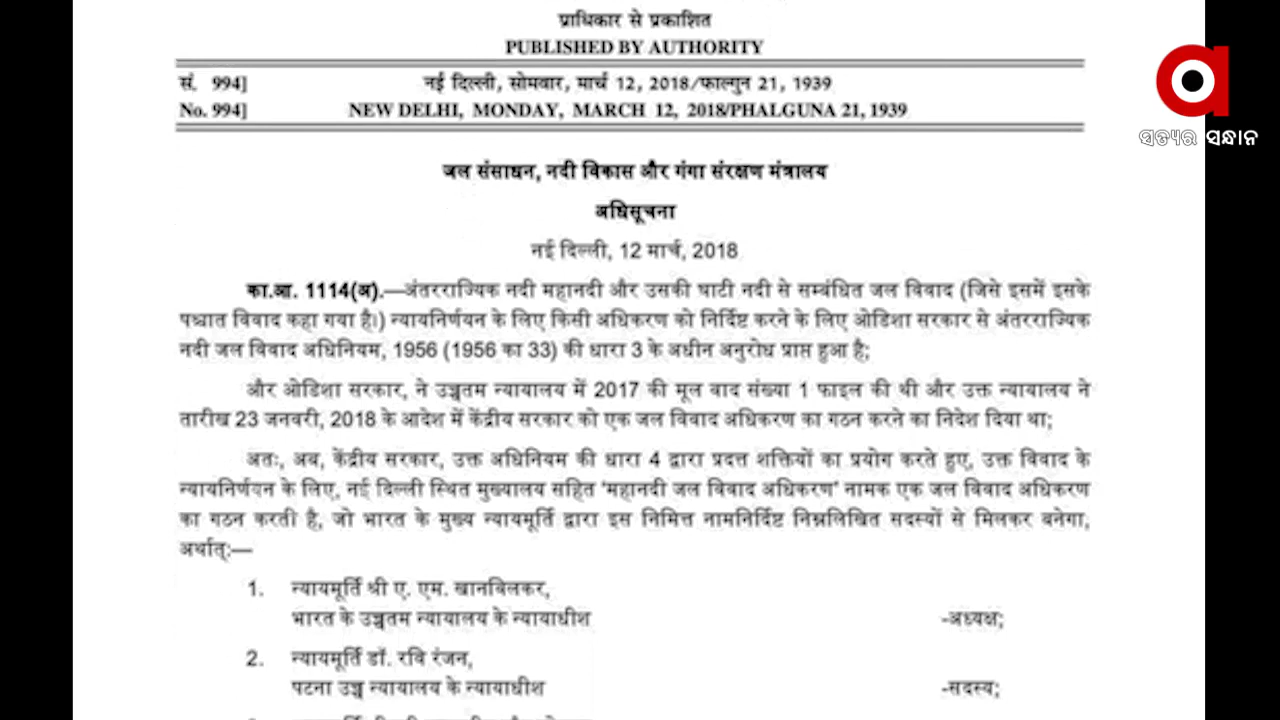 प्राधिकार से प्रकाशित
PUBLISHED BY AUTHORITY
सं. 994]
नई दिल्ली, सोमवार, मार्च 12, 2018/फाल्गुन 21, 1939
No. 994]
NEW DELHI, MONDAY, MARCH 12, 2018/PHALGUNA 21, 1939
ସତ୍ୟର ସନ୍ଧାନ
जल संसाधन, नदी विकास और गंगा संरक्षण मंत्रालय
अधिसूचना
नई दिल्ली, 12 मार्च, 2018
का.आ. 1114(अ).—अंतरराज्यिक नदी महानदी और उसकी घाटी नदी से सम्बंधित जल विवाद (जिसे इसमें इसके
पश्चात विवाद कहा गया है।) न्यायनिर्णयन के लिए किसी अधिकरण को निर्दिष्ट करने के लिए ओडिशा सरकार से अंतरराज्यिक
नदी जल विवाद अधिनियम, 1956 (1956 का 33) की धारा 3 के अधीन अनुरोध प्राप्त हुआ है;
और ओडिशा सरकार, ने उच्चतम न्यायालय में 2017 की मूल वाद संख्या 1 फाइल की थी और उक्त न्यायालय ने
तारीख 23 जनवरी, 2018 के आदेश में केंद्रीय सरकार को एक जल विवाद अधिकरण का गठन करने का निदेश दिया था;
अतः, अब, केंद्रीय सरकार, उक्त अधिनियम की धारा 4 द्वारा प्रदत्त शक्तियों का प्रयोग करते हुए, उक्त विवाद के
न्यायनिर्णयन के लिए, नई दिल्ली स्थित मुख्यालय सहित 'महानदी जल विवाद अधिकरण' नामक एक जल विवाद अधिकरण
का गठन करती है, जो भारत के मुख्य न्यायमूर्ति द्वारा इस निमित्त नामनिर्दिष्ट निम्नलिखित सदस्यों से मिलकर बनेगा,
अर्थात्:—
1. न्यायमूर्ति श्री ए. एम. खानविलकर,
भारत के उच्चतम न्यायालय के न्यायाधीश -अध्यक्ष;
2. न्यायमूर्ति डॉ. रवि रंजन,
पटना उच्च न्यायालय के न्यायाधीश -सदस्य;